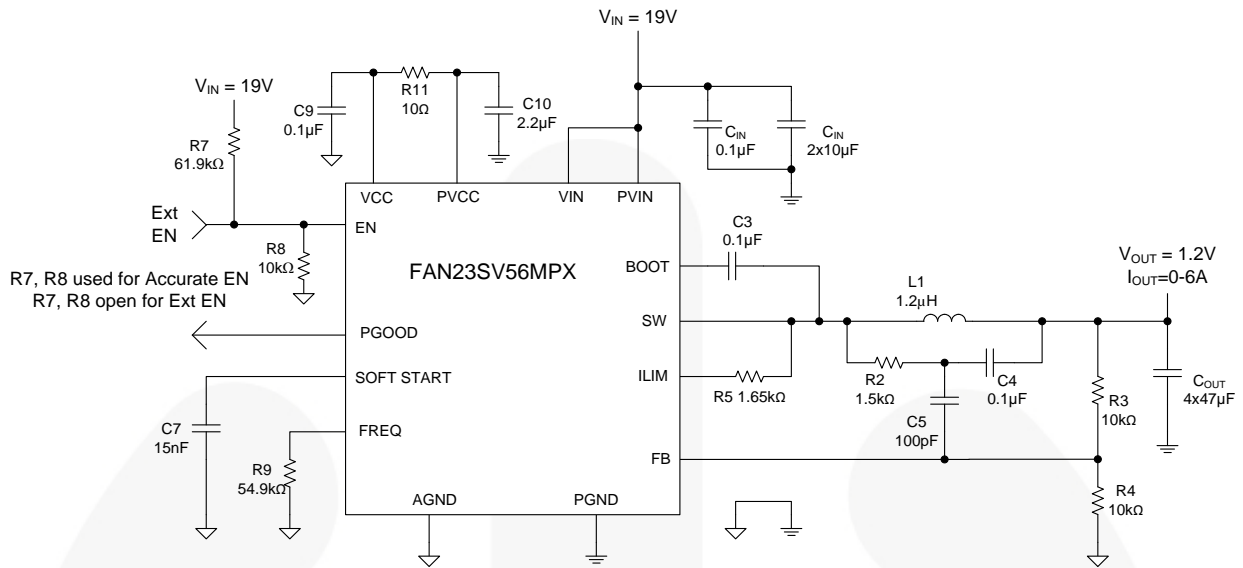 V_IN = 19V
V_IN = 19V
C9
0.1µF
R11
10Ω
C10
2.2µF
R7
61.9kΩ
C_IN
0.1µF
C_IN
2x10µF
VCC
PVCC
VIN
PVIN
Ext
EN
EN
R8
10kΩ
R7, R8 used for Accurate EN
R7, R8 open for Ext EN
FAN23SV56MPX
BOOT
C3
0.1µF
V_OUT = 1.2V
I_OUT=0-6A
L1
1.2µH
PGOOD
SW
SOFT START
ILIM
R5 1.65kΩ
R2
1.5kΩ
C4
0.1µF
C5
100pF
R3
10kΩ
C_OUT
4x47µF
C7
15nF
FREQ
R9
54.9kΩ
FB
R4
10kΩ
AGND
PGND